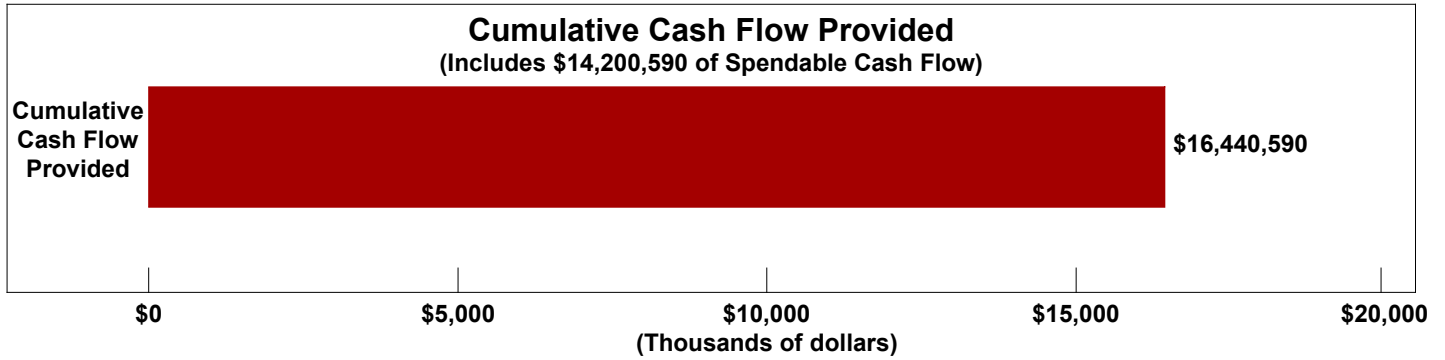 Cumulative Cash Flow Provided
(Includes $14,200,590 of Spendable Cash Flow)
Cumulative
Cash Flow
Provided
$16,440,590
$0 $5,000 $10,000 $15,000 $20,000
(Thousands of dollars)